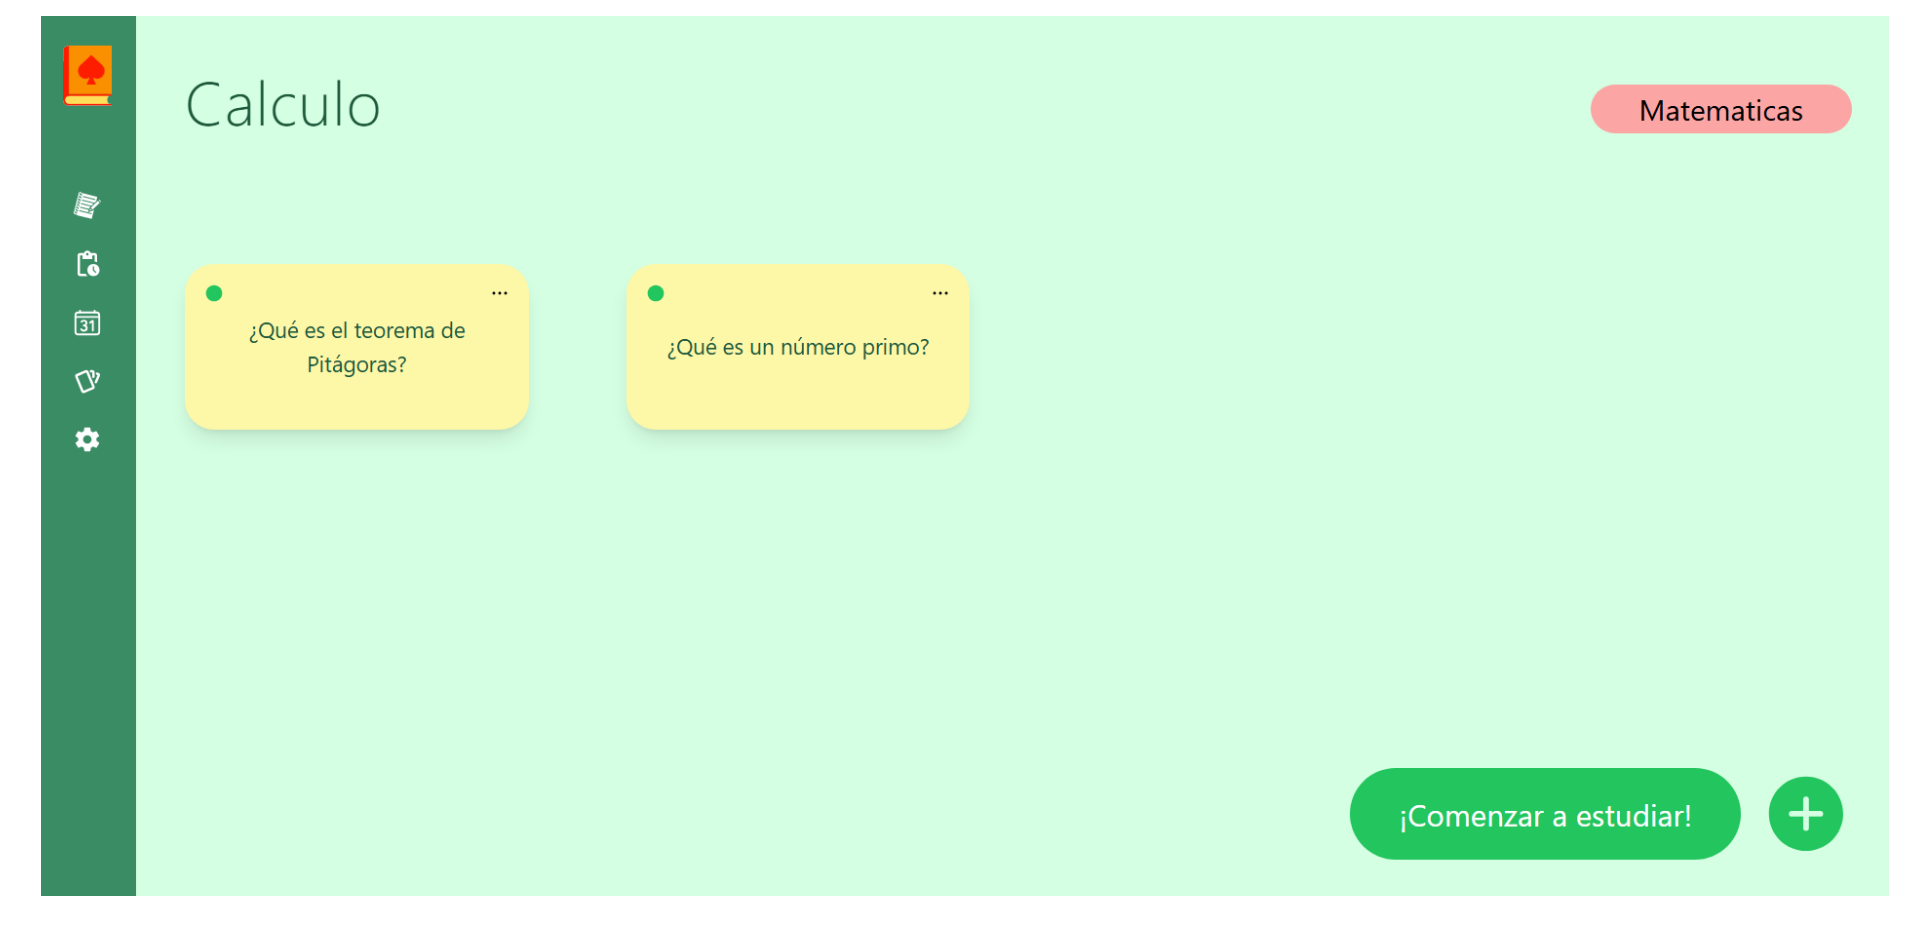 Calculo
Matematicas
¿Qué es el teorema de
Pitágoras?
¿Qué es un número primo?
31
¡Comenzar a estudiar!